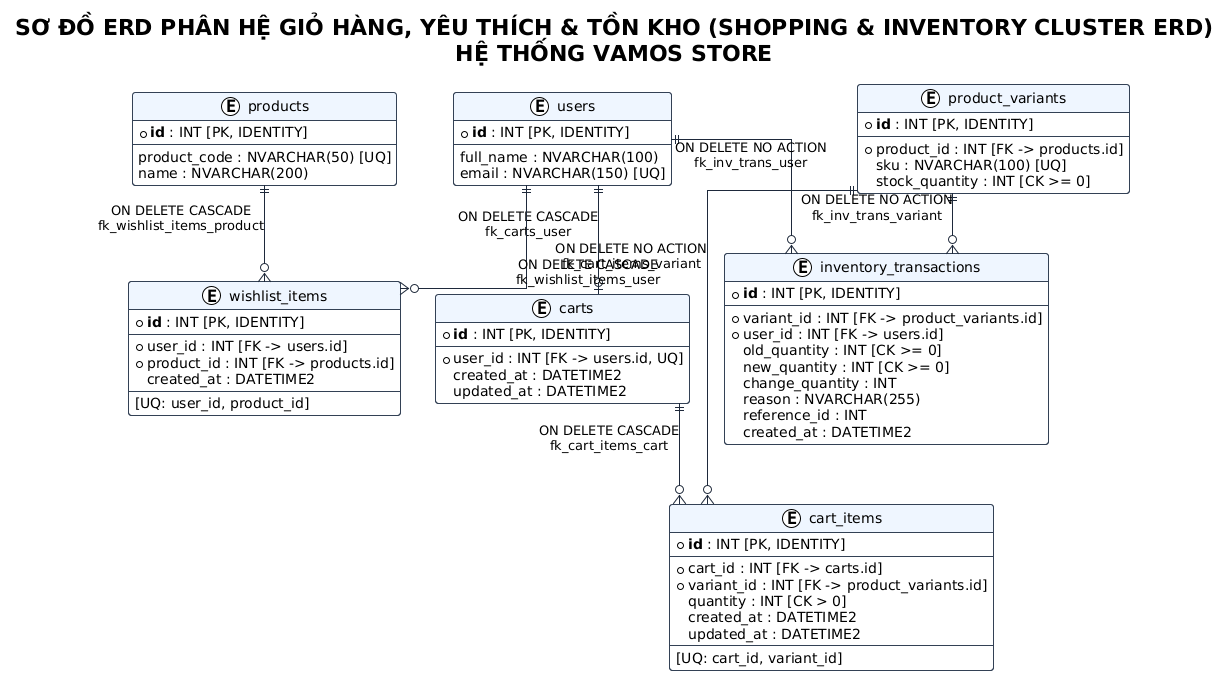 SƠ ĐỒ ERD PHÂN HỆ GIỎ HÀNG, YÊU THÍCH & TỒN KHO (SHOPPING & INVENTORY CLUSTER ERD)
HỆ THỐNG VAMOS STORE
E products
id : INT [PK, IDENTITY]
product_code : NVARCHAR(50) [UQ]
name : NVARCHAR(200)
E users
id : INT [PK, IDENTITY]
full_name : NVARCHAR(100)
email : NVARCHAR(150) [UQ]
E product_variants
id : INT [PK, IDENTITY]
product_id : INT [FK -> products.id]
sku : NVARCHAR(100) [UQ]
stock_quantity : INT [CK >= 0]
ON DELETE NO ACTION
fk_inv_trans_user
ON DELETE NO ACTION
fk_inv_trans_variant
ON DELETE CASCADE
fk_wishlist_items_product
ON DELETE CASCADE
fk_carts_user
ON DELETE NO ACTION
fk_cart_items_variant
ON DELETE CASCADE
fk_wishlist_items_user
E wishlist_items
id : INT [PK, IDENTITY]
user_id : INT [FK -> users.id]
product_id : INT [FK -> products.id]
created_at : DATETIME2
[UQ: user_id, product_id]
E carts
id : INT [PK, IDENTITY]
user_id : INT [FK -> users.id, UQ]
created_at : DATETIME2
updated_at : DATETIME2
E inventory_transactions
id : INT [PK, IDENTITY]
variant_id : INT [FK -> product_variants.id]
user_id : INT [FK -> users.id]
old_quantity : INT [CK >= 0]
new_quantity : INT [CK >= 0]
change_quantity : INT
reason : NVARCHAR(255)
reference_id : INT
created_at : DATETIME2
ON DELETE CASCADE
fk_cart_items_cart
E cart_items
id : INT [PK, IDENTITY]
cart_id : INT [FK -> carts.id]
variant_id : INT [FK -> product_variants.id]
quantity : INT [CK > 0]
created_at : DATETIME2
updated_at : DATETIME2
[UQ: cart_id, variant_id]